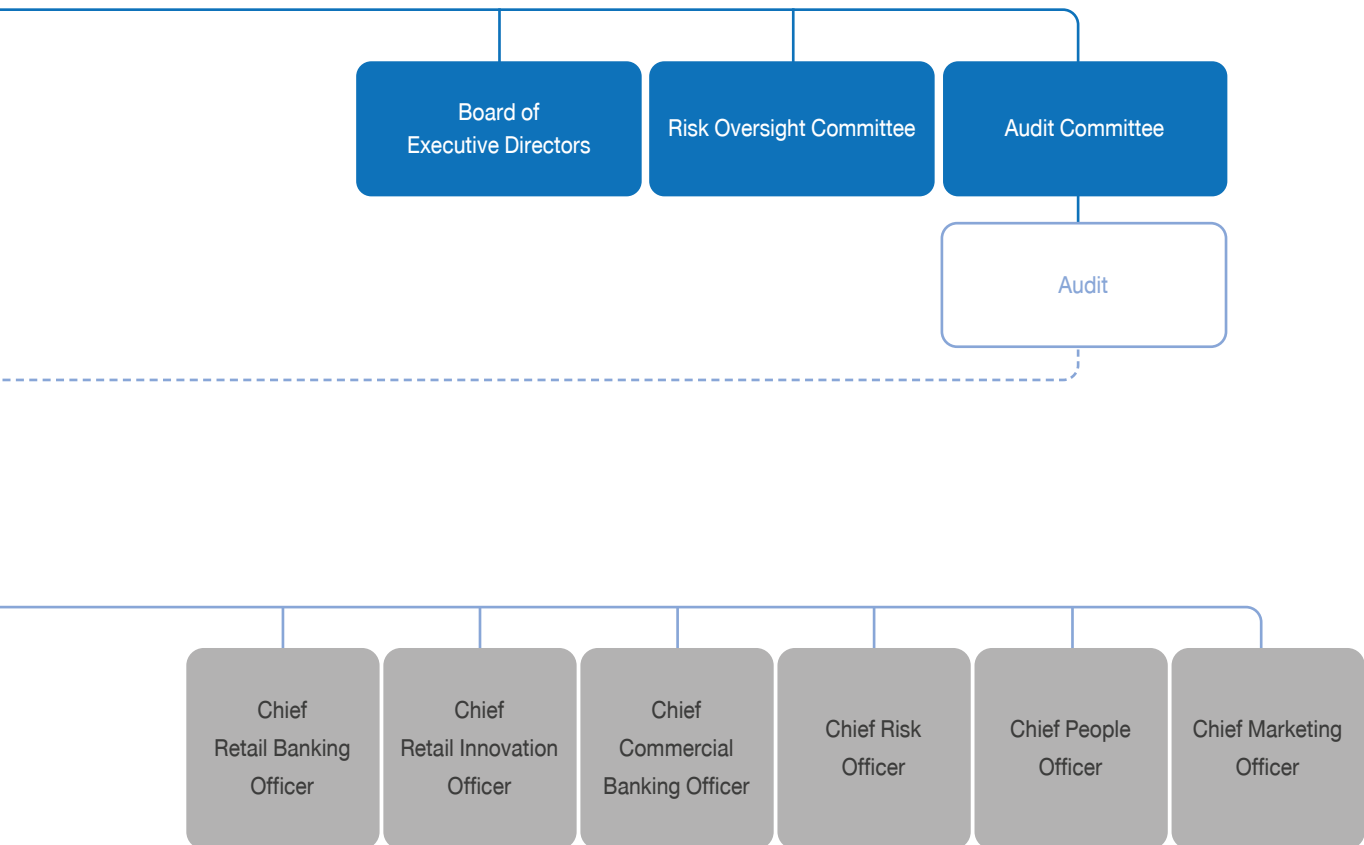 Board of
Executive Directors
Risk Oversight Committee
Audit Committee
Audit
Chief
Retail Banking
Officer
Chief
Retail Innovation
Officer
Chief
Commercial
Banking Officer
Chief Risk
Officer
Chief People
Officer
Chief Marketing
Officer